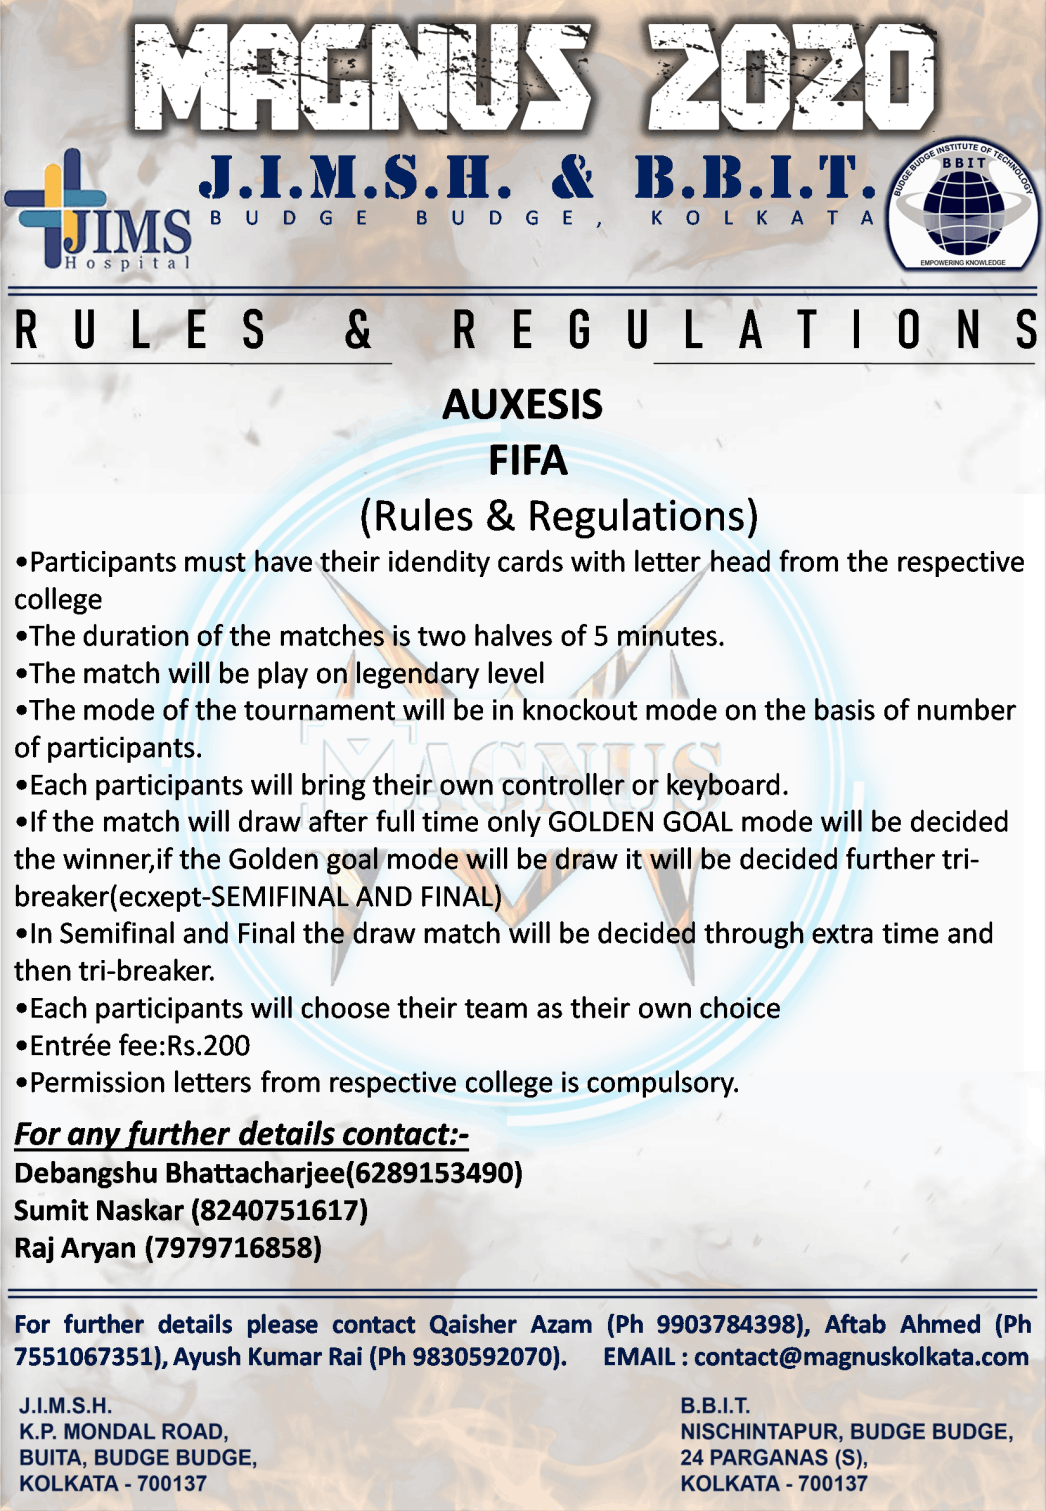 MAGNUS 2020
J.I.M.S.H. & B.B.I.T.
BUDGE BUDGE, KOLKATA
JIMS
Hospital
BUDGE BUDGE INSTITUTE OF TECHNOLOGY
BBIT
EMPOWERING KNOWLEDGE
RULES & REGULATIONS
AUXESIS
FIFA
(Rules & Regulations)
•Participants must have their idendity cards with letter head from the respective
college
•The duration of the matches is two halves of 5 minutes.
•The match will be play on legendary level
•The mode of the tournament will be in knockout mode on the basis of number
of participants.
•Each participants will bring their own controller or keyboard.
•If the match will draw after full time only GOLDEN GOAL mode will be decided
the winner,if the Golden goal mode will be draw it will be decided further tri-
breaker(ecxept-SEMIFINAL AND FINAL)
•In Semifinal and Final the draw match will be decided through extra time and
then tri-breaker.
•Each participants will choose their team as their own choice
•Entrée fee:Rs.200
•Permission letters from respective college is compulsory.
MAGNUS
For any further details contact:-
Debangshu Bhattacharjee(6289153490)
Sumit Naskar (8240751617)
Raj Aryan (7979716858)
For further details please contact Qaisher Azam (Ph 9903784398), Aftab Ahmed (Ph
7551067351), Ayush Kumar Rai (Ph 9830592070). EMAIL : contact@magnuskolkata.com
J.I.M.S.H.
K.P. MONDAL ROAD,
BUITA, BUDGE BUDGE,
KOLKATA - 700137
B.B.I.T.
NISCHINTAPUR, BUDGE BUDGE,
24 PARGANAS (S),
KOLKATA - 700137